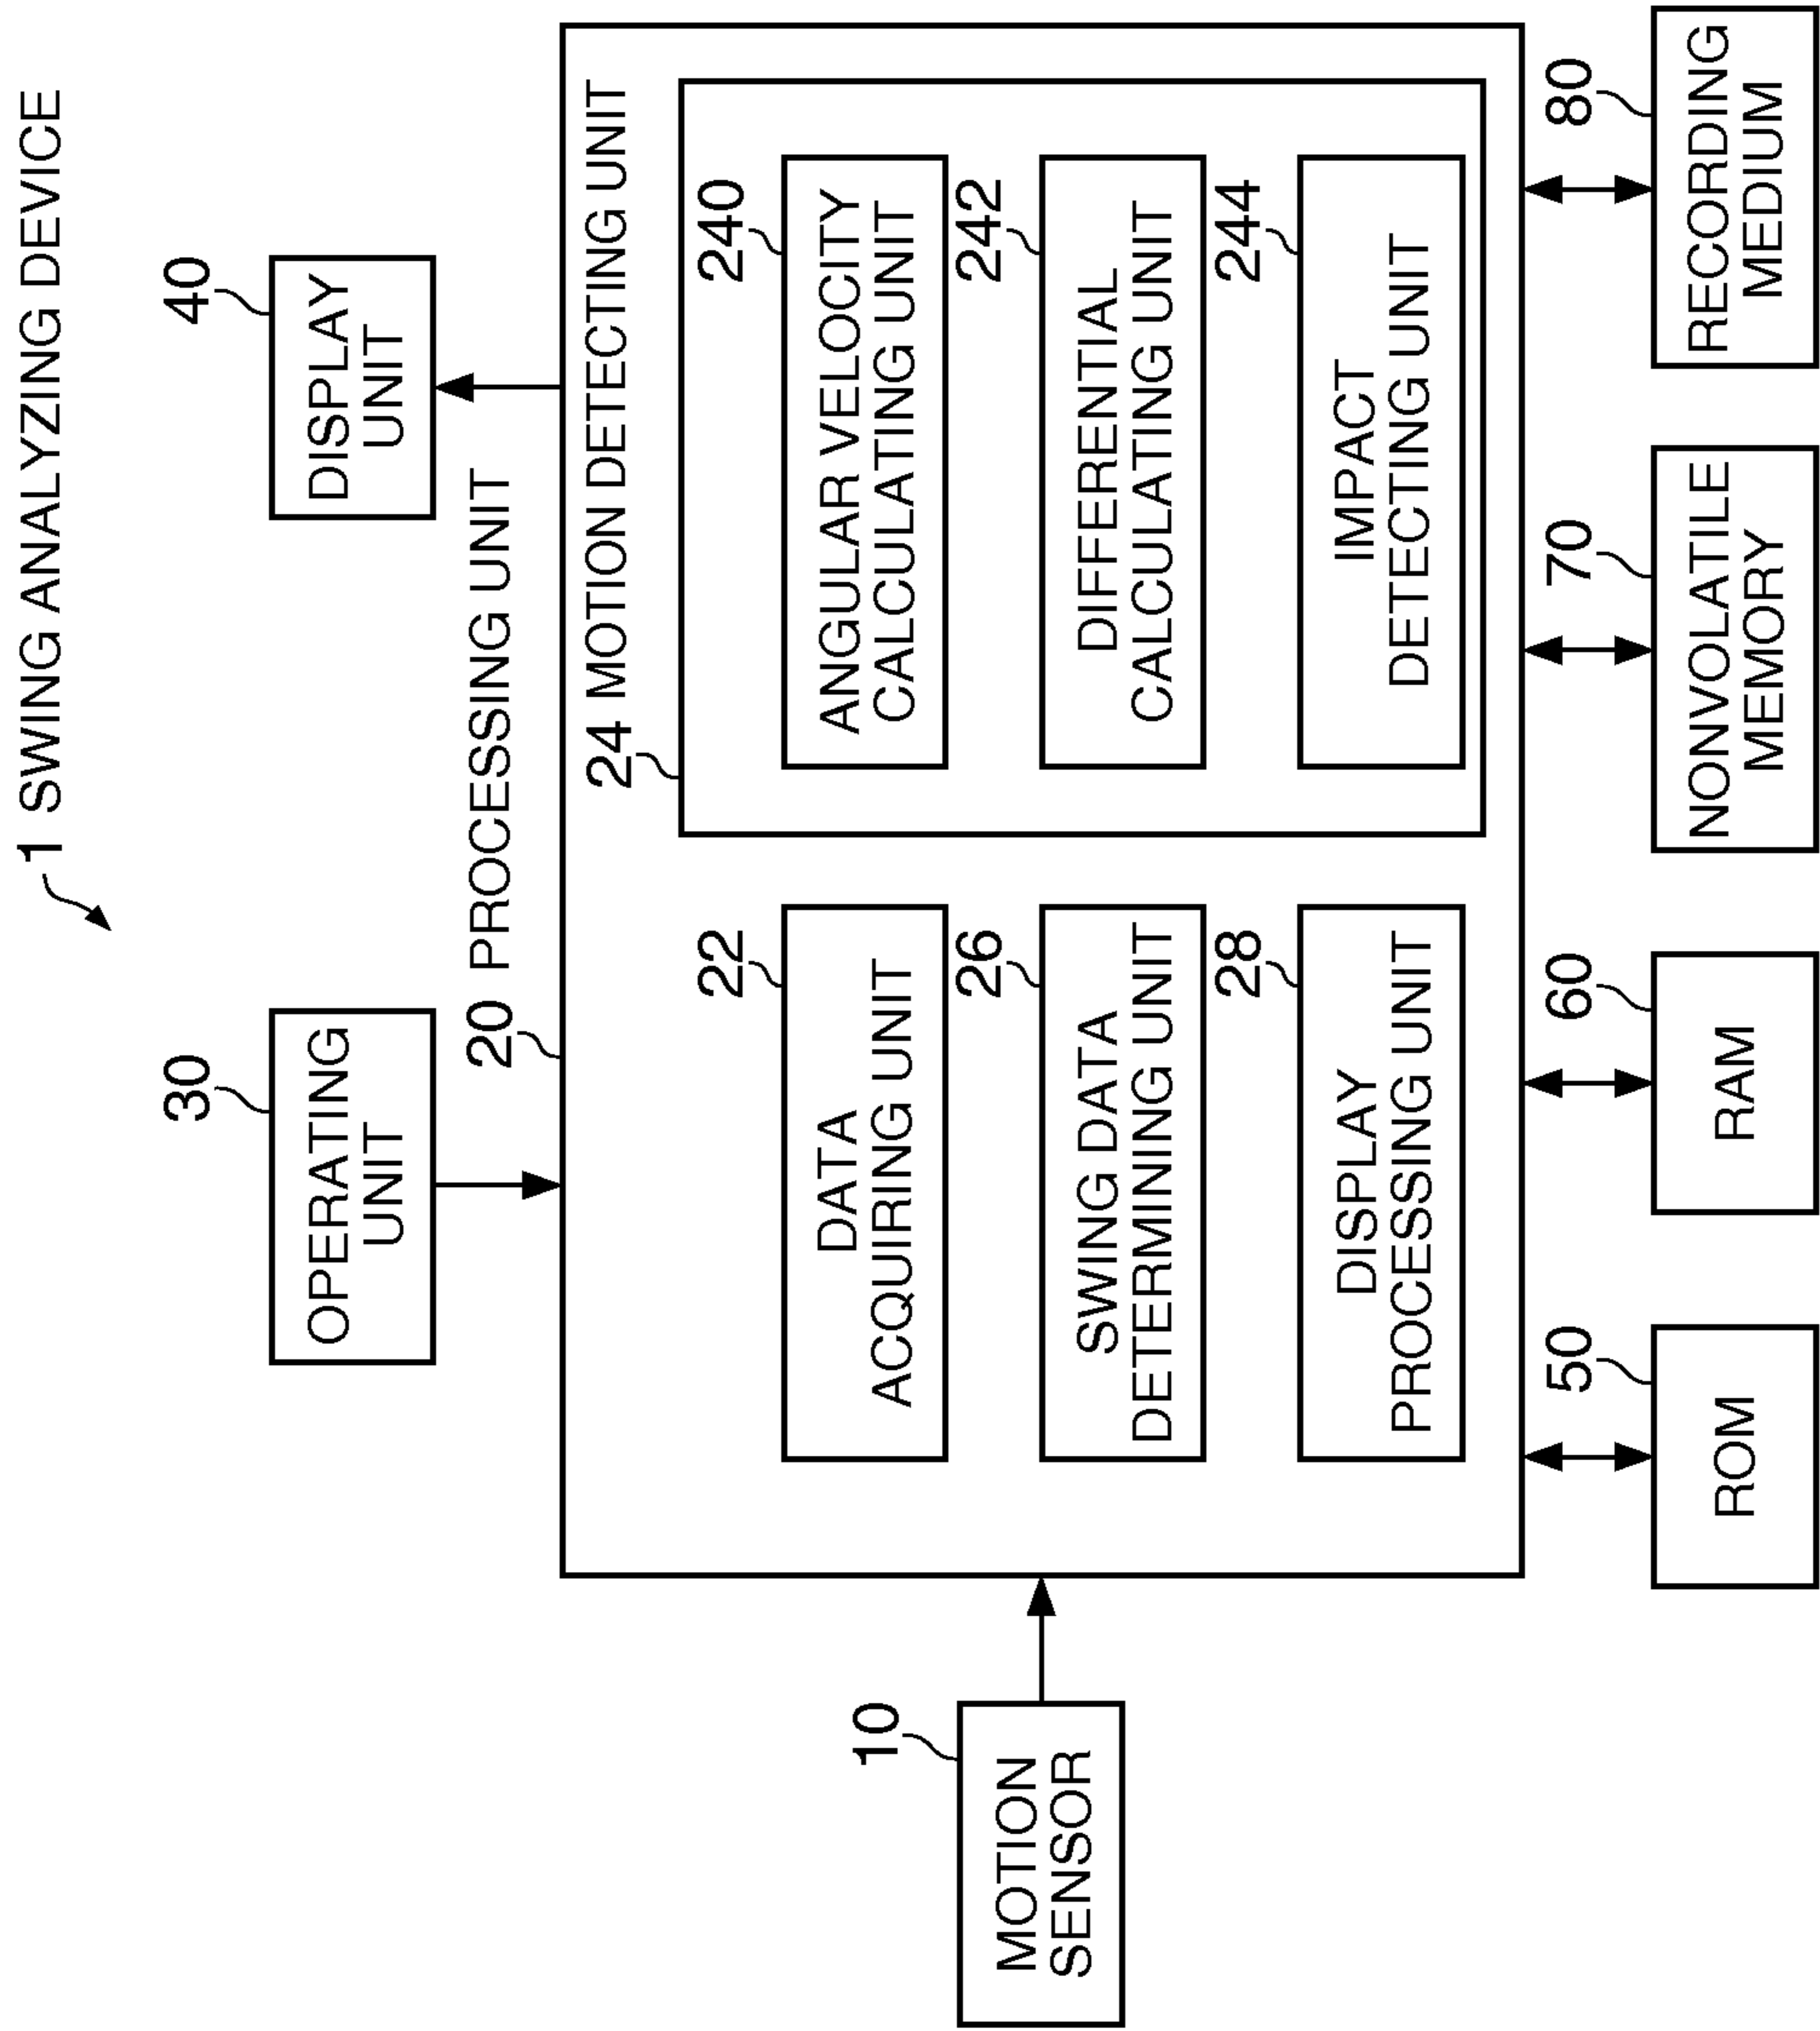 1 SWING ANALYZING DEVICE
30
OPERATING
UNIT
40
DISPLAY
UNIT
20 PROCESSING UNIT
10
MOTION
SENSOR
22
DATA
ACQUIRING UNIT
26
SWING DATA
DETERMINING UNIT
28
DISPLAY
PROCESSING UNIT
24 MOTION DETECTING UNIT
240
ANGULAR VELOCITY
CALCULATING UNIT
242
DIFFERENTIAL
CALCULATING UNIT
244
IMPACT
DETECTING UNIT
50
ROM
60
RAM
70
NONVOLATILE
MEMORY
80
RECORDING
MEDIUM